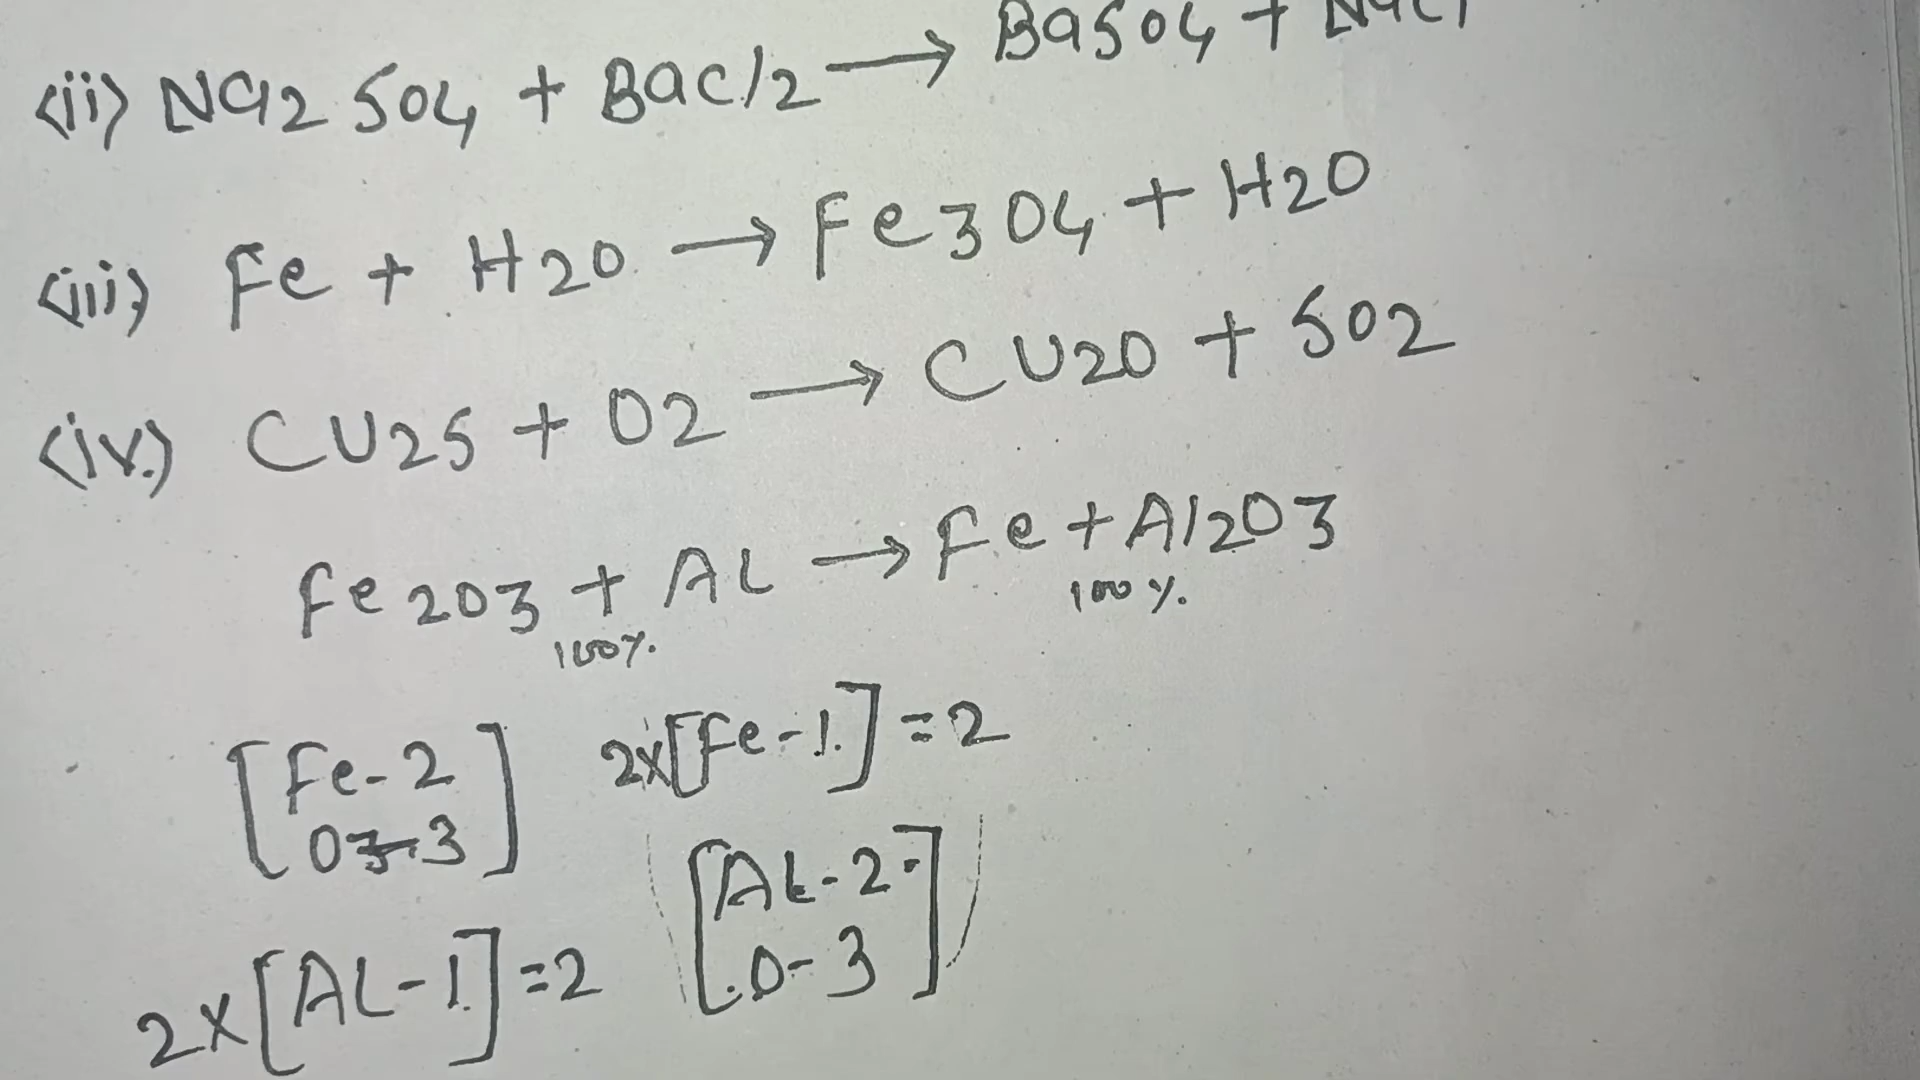 (ii) Na2SO4 + BaCl2 → BaSO4 + NaCl
(iii) Fe + H2O → Fe3O4 + H2O
(iv.) CU2S + O2 → CU2O + SO2
Fe2O3 + AL → Fe + Al2O3
100% 100%.
[Fe-2 2x[Fe-1.] = 2
O-3]
[AL-2.
2x[AL-1] = 2 O-3]